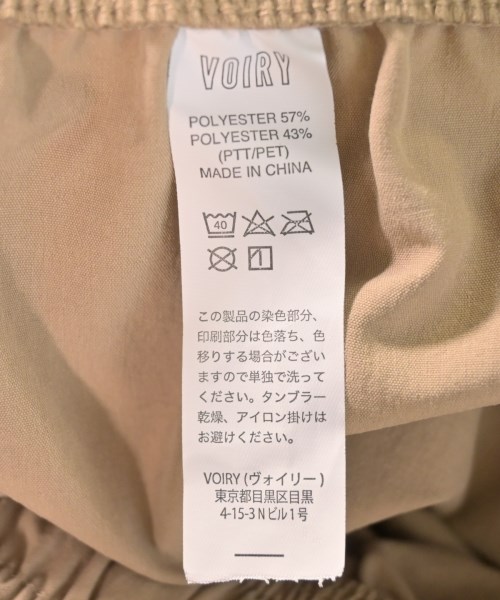 VOIRY
POLYESTER 57%
POLYESTER 43%
(PTT/PET)
MADE IN CHINA
40
この製品の染色部分、
印刷部分は色落ち、色
移りする場合がござい
ますので単独で洗って
ください。タンブラー
乾燥、アイロン掛けは
お避けください。
VOIRY (ヴォイリー)
東京都目黒区目黒
4-15-3 N ビル 1号